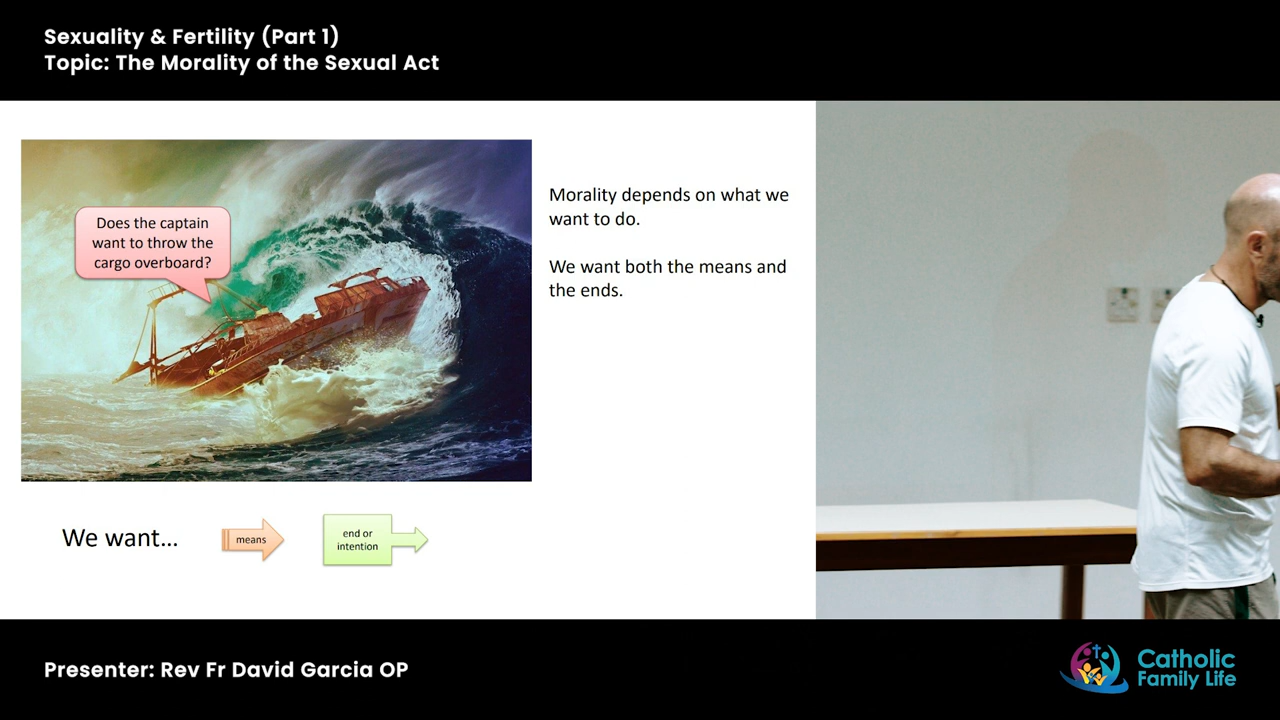 Sexuality & Fertility (Part 1)
Topic: The Morality of the Sexual Act
Does the captain
want to throw the
cargo overboard?
Morality depends on what we
want to do.
We want both the means and
the ends.
We want...
means
end or
intention
Presenter: Rev Fr David Garcia OP
Catholic
Family Life